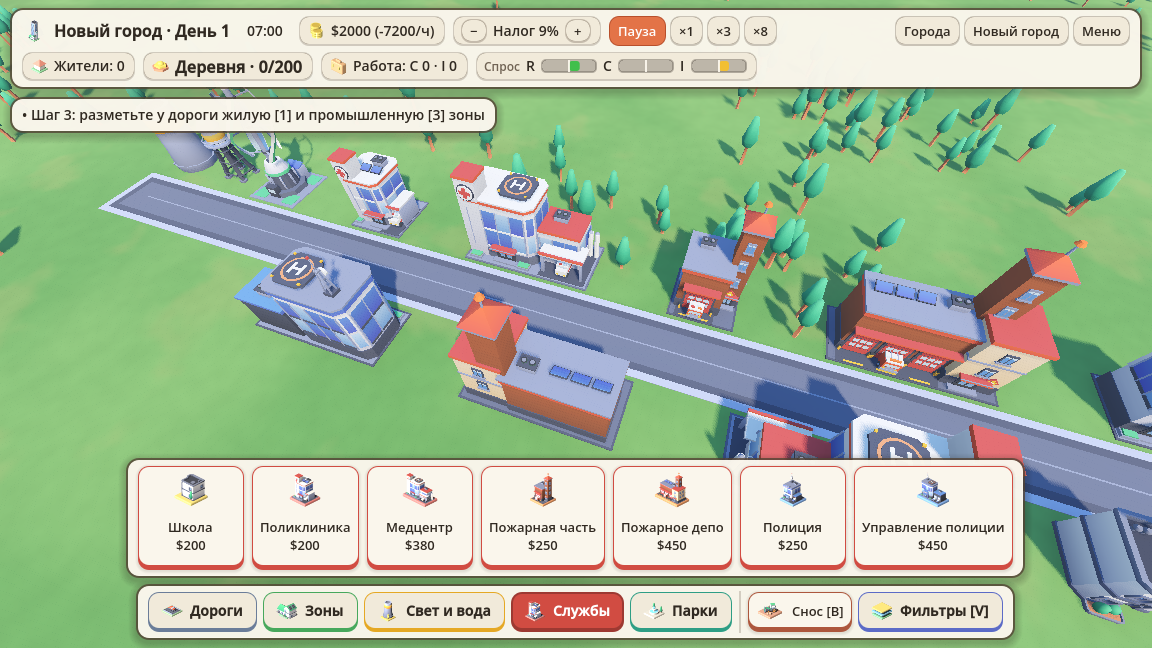 Новый город · День 1
07:00
$2000 (-7200/ч)
− Налог 9% +
Пауза
×1
×3
×8
Города
Новый город
Меню
Жители: 0
Деревня · 0/200
Работа: C 0 · I 0
Спрос R C I
• Шаг 3: разметьте у дороги жилую [1] и промышленную [3] зоны
H
H
H
Школа
$200
Поликлиника
$200
Медцентр
$380
Пожарная часть
$250
Пожарное депо
$450
Полиция
$250
Управление полиции
$450
Дороги
Зоны
Свет и вода
Службы
Парки
Снос [B]
Фильтры [V]